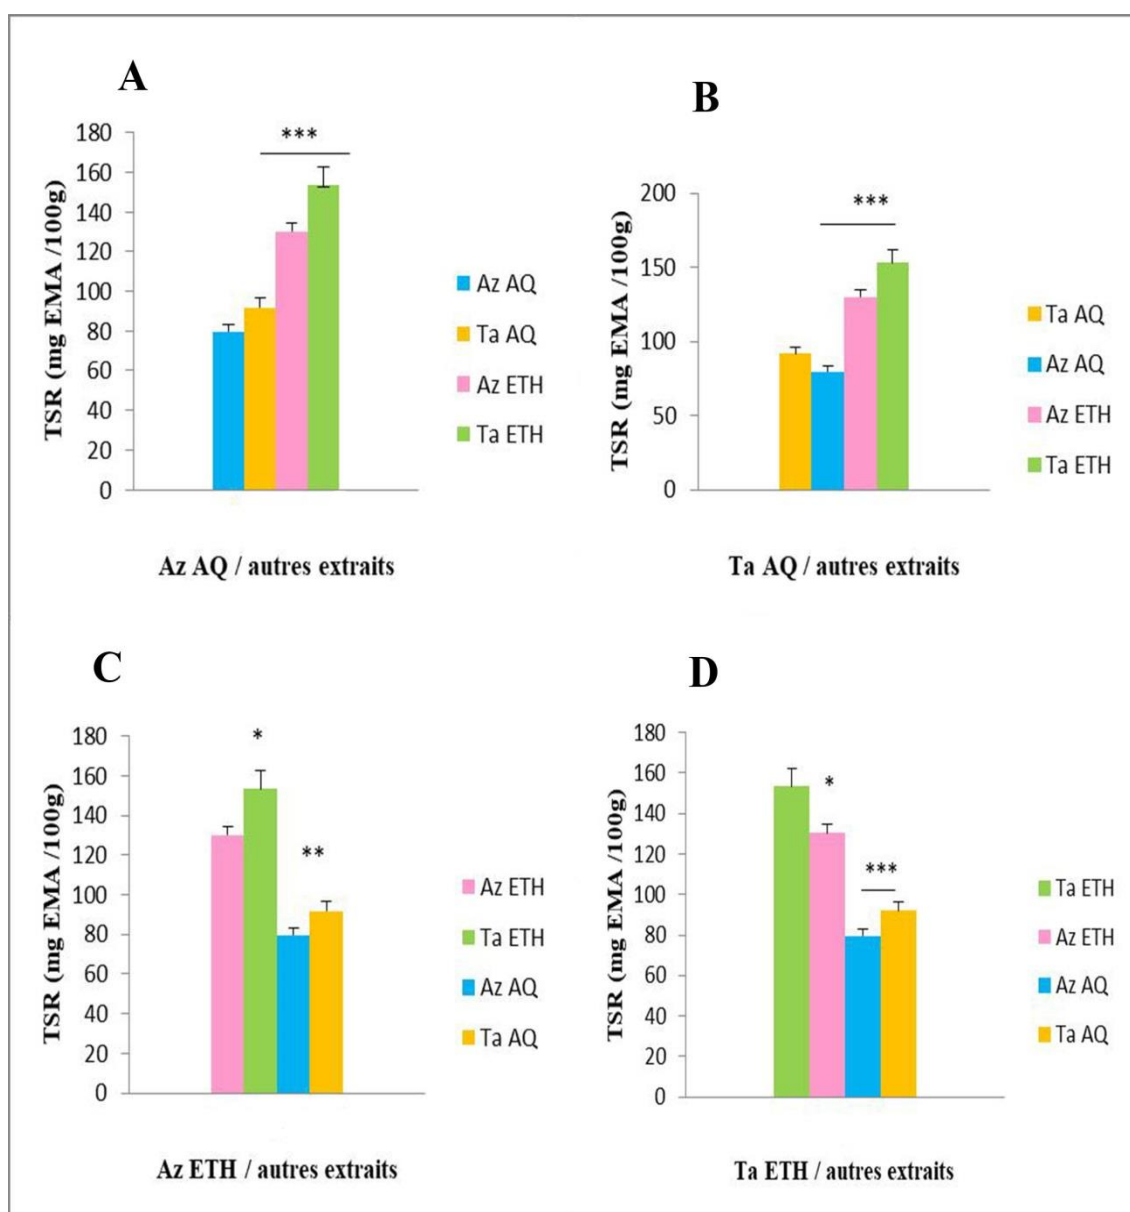 A
***
TSR (mg EMA /100g)
180
160
140
120
100
80
60
40
20
0
Az AQ
Ta AQ
Az ETH
Ta ETH
Az AQ / autres extraits
B
***
TSR (mg EMA /100g)
200
150
100
50
0
Ta AQ
Az AQ
Az ETH
Ta ETH
Ta AQ / autres extraits
C
*
**
TSR (mg EMA /100g)
180
160
140
120
100
80
60
40
20
0
Az ETH
Ta ETH
Az AQ
Ta AQ
Az ETH / autres extraits
D
*
***
TSR (mg EMA /100g)
180
160
140
120
100
80
60
40
20
0
Ta ETH
Az ETH
Az AQ
Ta AQ
Ta ETH / autres extraits